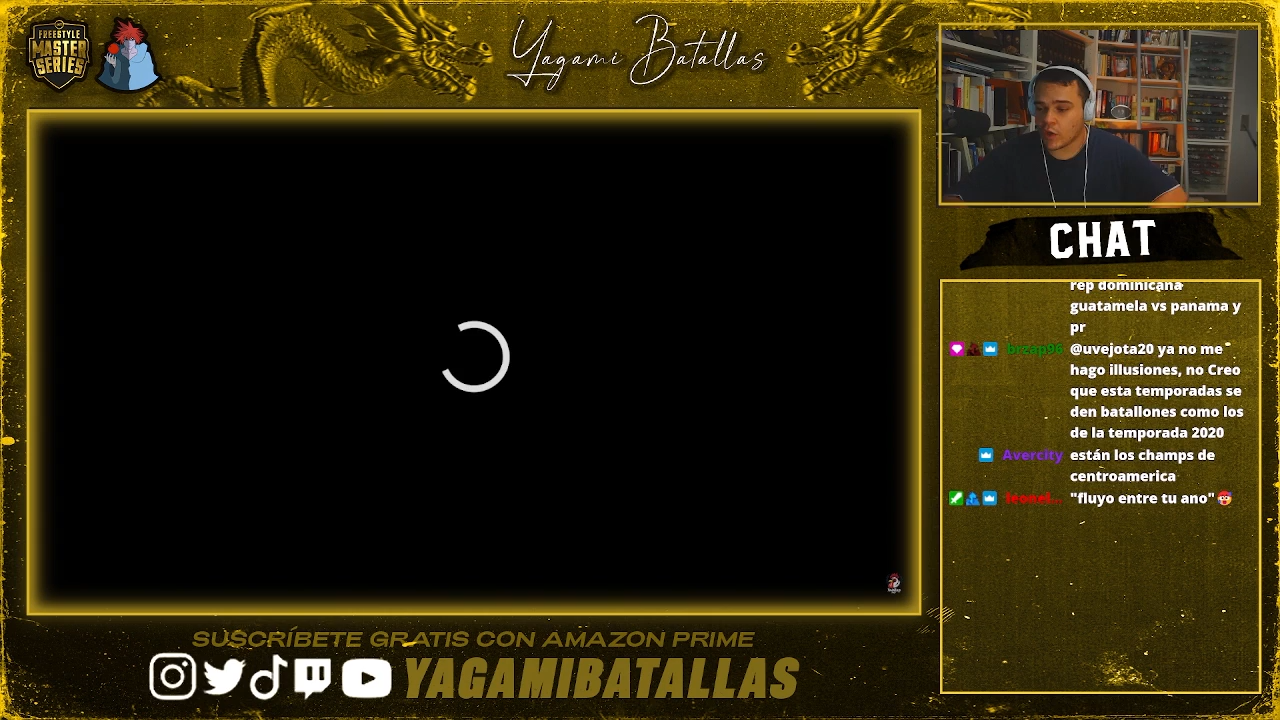 FREESTYLE
MASTER
SERIES
Yagami Batallas
CHAT
rep dominicana
guatamela vs panama y
pr
brzap96 @uvejota20 ya no me
hago illusiones, no Creo
que esta temporadas se
den batallones como los
de la temporada 2020
Avercity están los champs de
centroamerica
leonel... "fluyo entre tu ano"
SUSCRÍBETE GRATIS CON AMAZON PRIME
YAGAMIBATALLAS